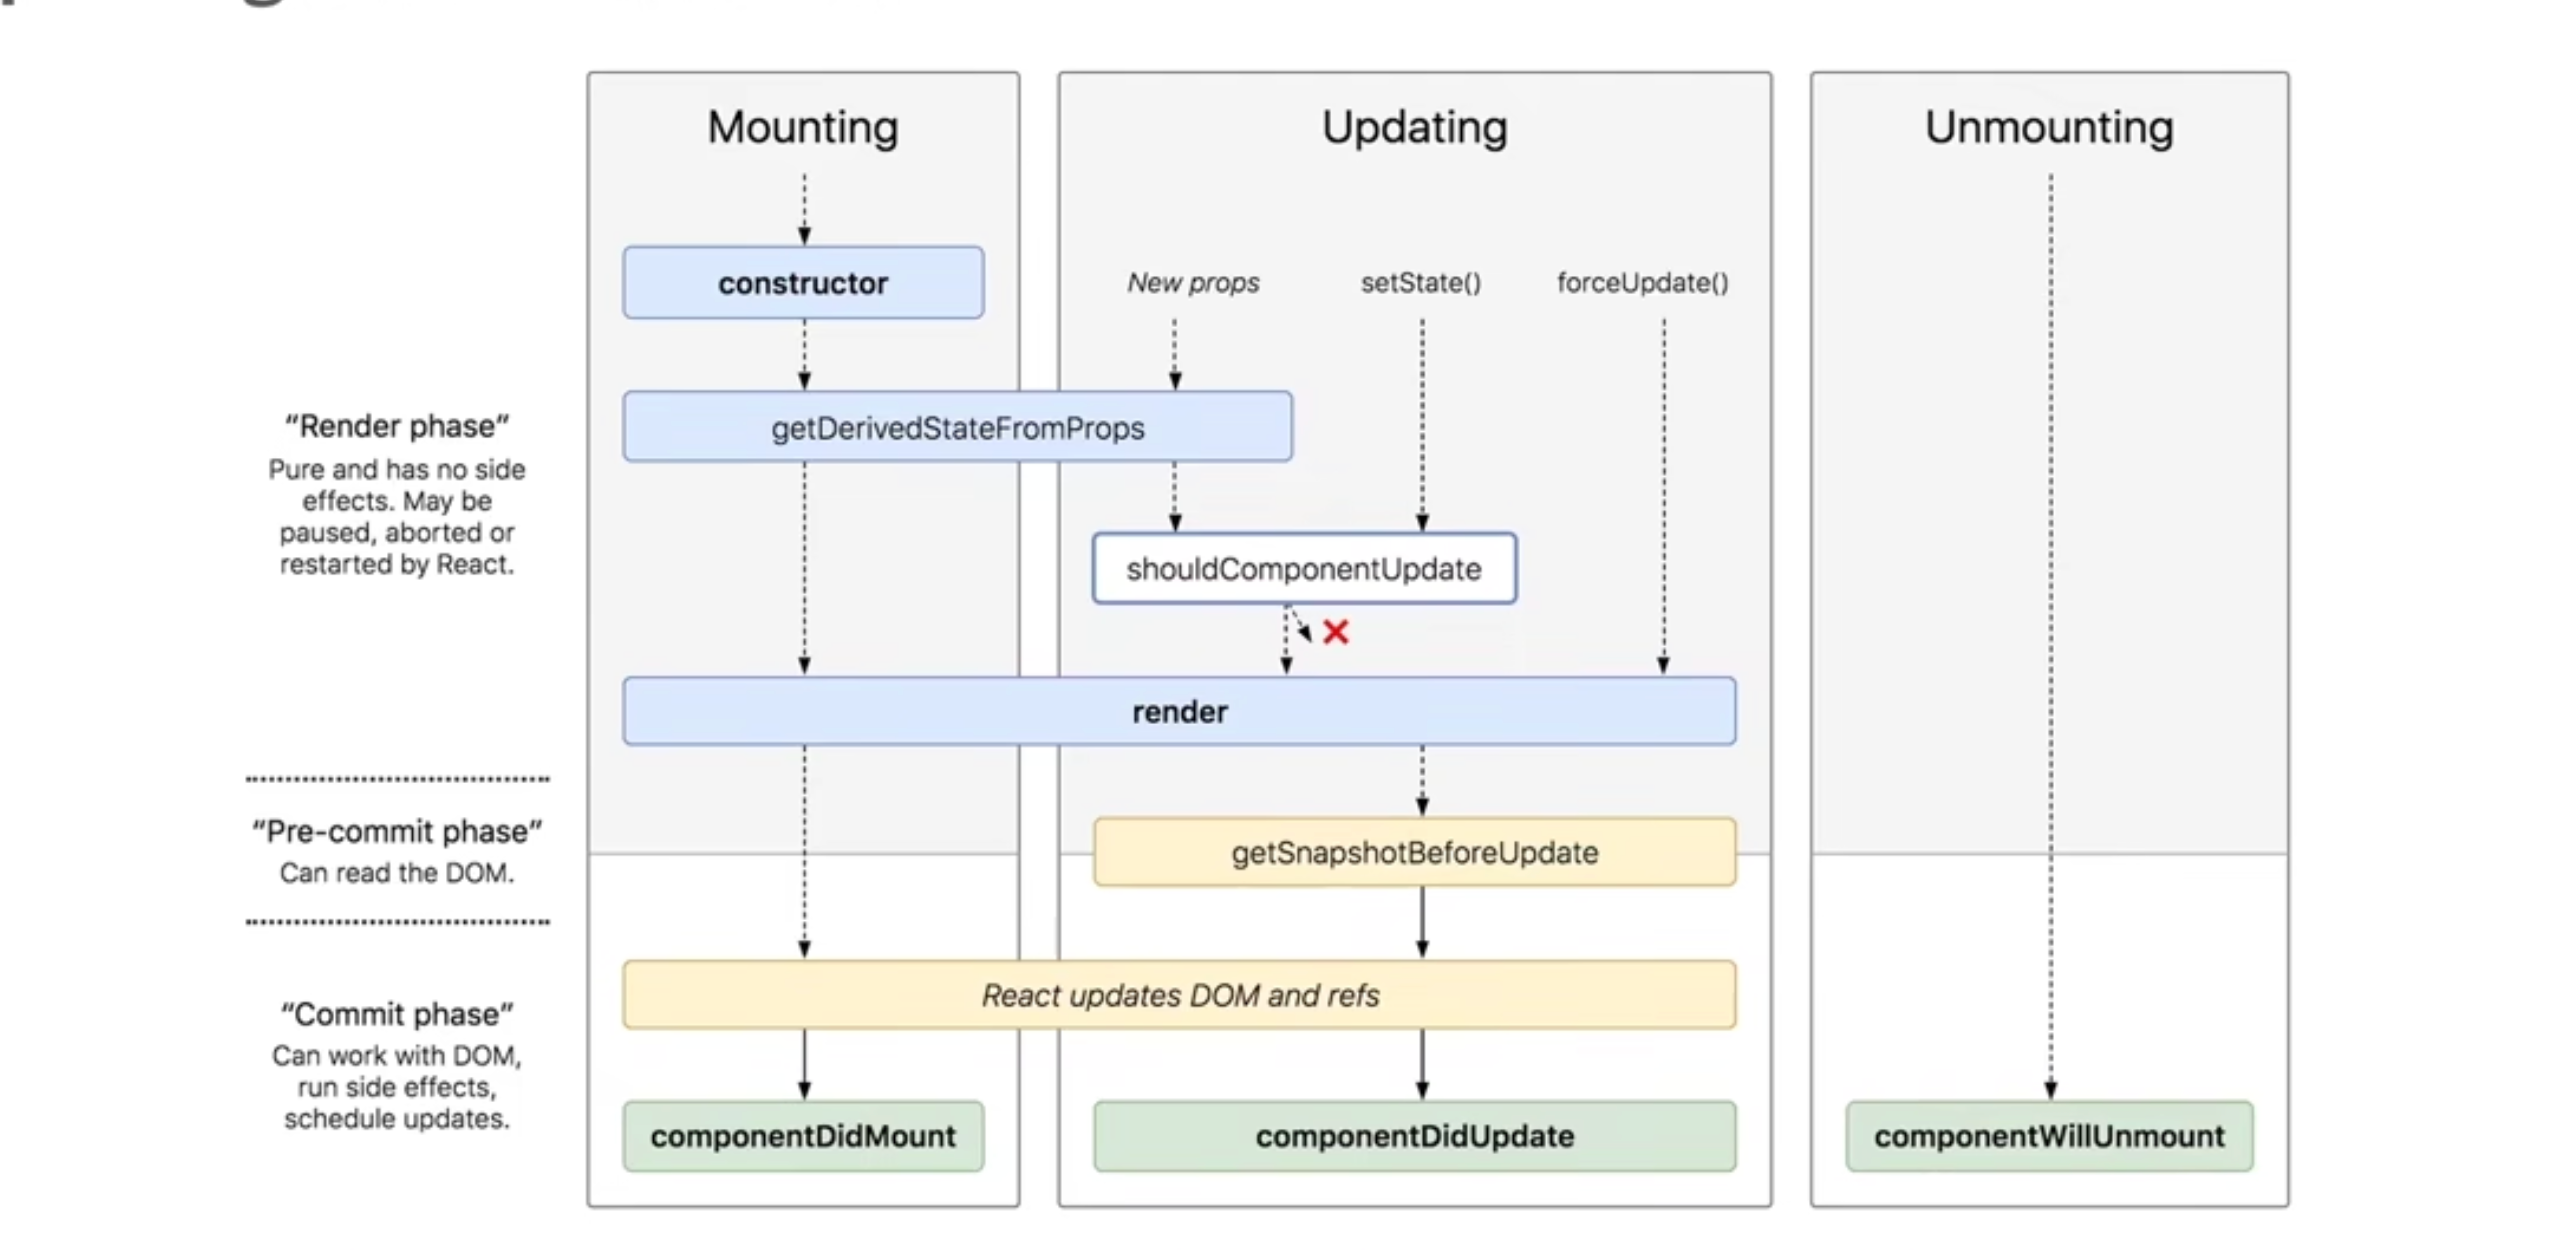 Mounting
Updating
Unmounting
constructor
New props
setState()
forceUpdate()
getDerivedStateFromProps
“Render phase”
Pure and has no side
effects. May be
paused, aborted or
restarted by React.
shouldComponentUpdate
render
“Pre-commit phase”
Can read the DOM.
getSnapshotBeforeUpdate
React updates DOM and refs
“Commit phase”
Can work with DOM,
run side effects,
schedule updates.
componentDidMount
componentDidUpdate
componentWillUnmount